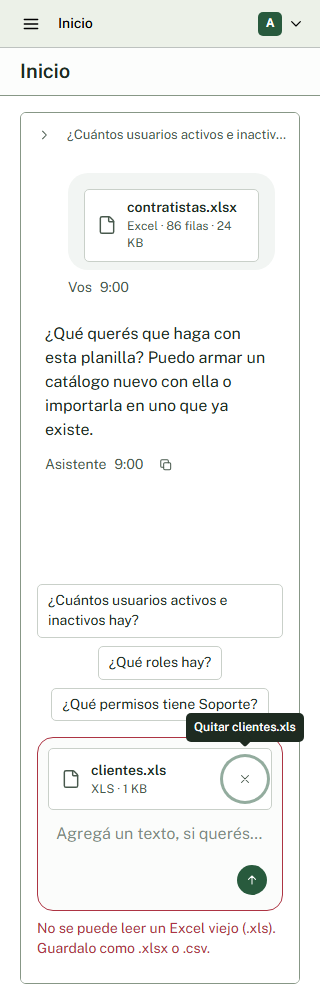 Inicio
A
Inicio
¿Cuántos usuarios activos e inactiv...
contratistas.xlsx
Excel · 86 filas · 24
KB
Vos 9:00
¿Qué querés que haga con
esta planilla? Puedo armar un
catálogo nuevo con ella o
importarla en uno que ya
existe.
Asistente 9:00
¿Cuántos usuarios activos e
inactivos hay?
¿Qué roles hay?
¿Qué permisos tiene Soporte?
Quitar clientes.xls
clientes.xls
XLS · 1 KB
Agregá un texto, si querés...
No se puede leer un Excel viejo (.xls).
Guardalo como .xlsx o .csv.